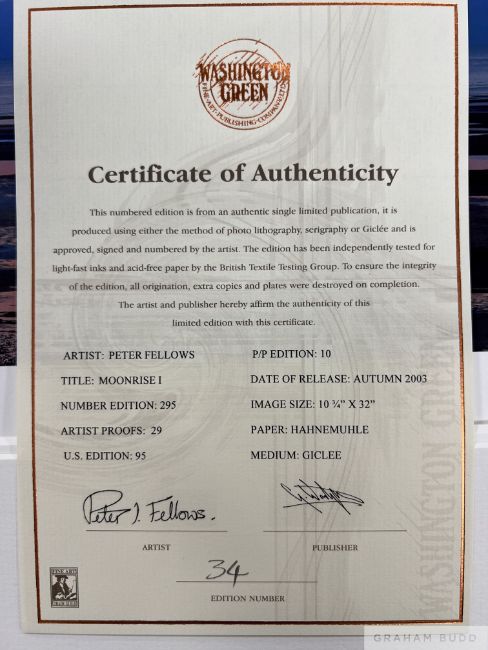 WASHINGTON
GREEN
FINE·ART·PUBLISHING·COMPANY·LTD
Certificate of Authenticity
This numbered edition is from an authentic single limited publication, it is
produced using either the method of photo lithography, serigraphy or Giclée and is
approved, signed and numbered by the artist. The edition has been independently tested for
light-fast inks and acid-free paper by the British Textile Testing Group. To ensure the integrity
of the edition, all origination, extra copies and plates were destroyed on completion.
The artist and publisher hereby affirm the authenticity of this
limited edition with this certificate.
ARTIST: PETER FELLOWS
P/P EDITION: 10
TITLE: MOONRISE I
DATE OF RELEASE: AUTUMN 2003
NUMBER EDITION: 295
IMAGE SIZE: 10 ¾” X 32”
ARTIST PROOFS: 29
PAPER: HAHNEMUHLE
U.S. EDITION: 95
MEDIUM: GICLEE
Peter J. Fellows.
ARTIST
PUBLISHER
34
EDITION NUMBER
FINE ART
WASHINGTON GREEN
GRAHAM BUDD